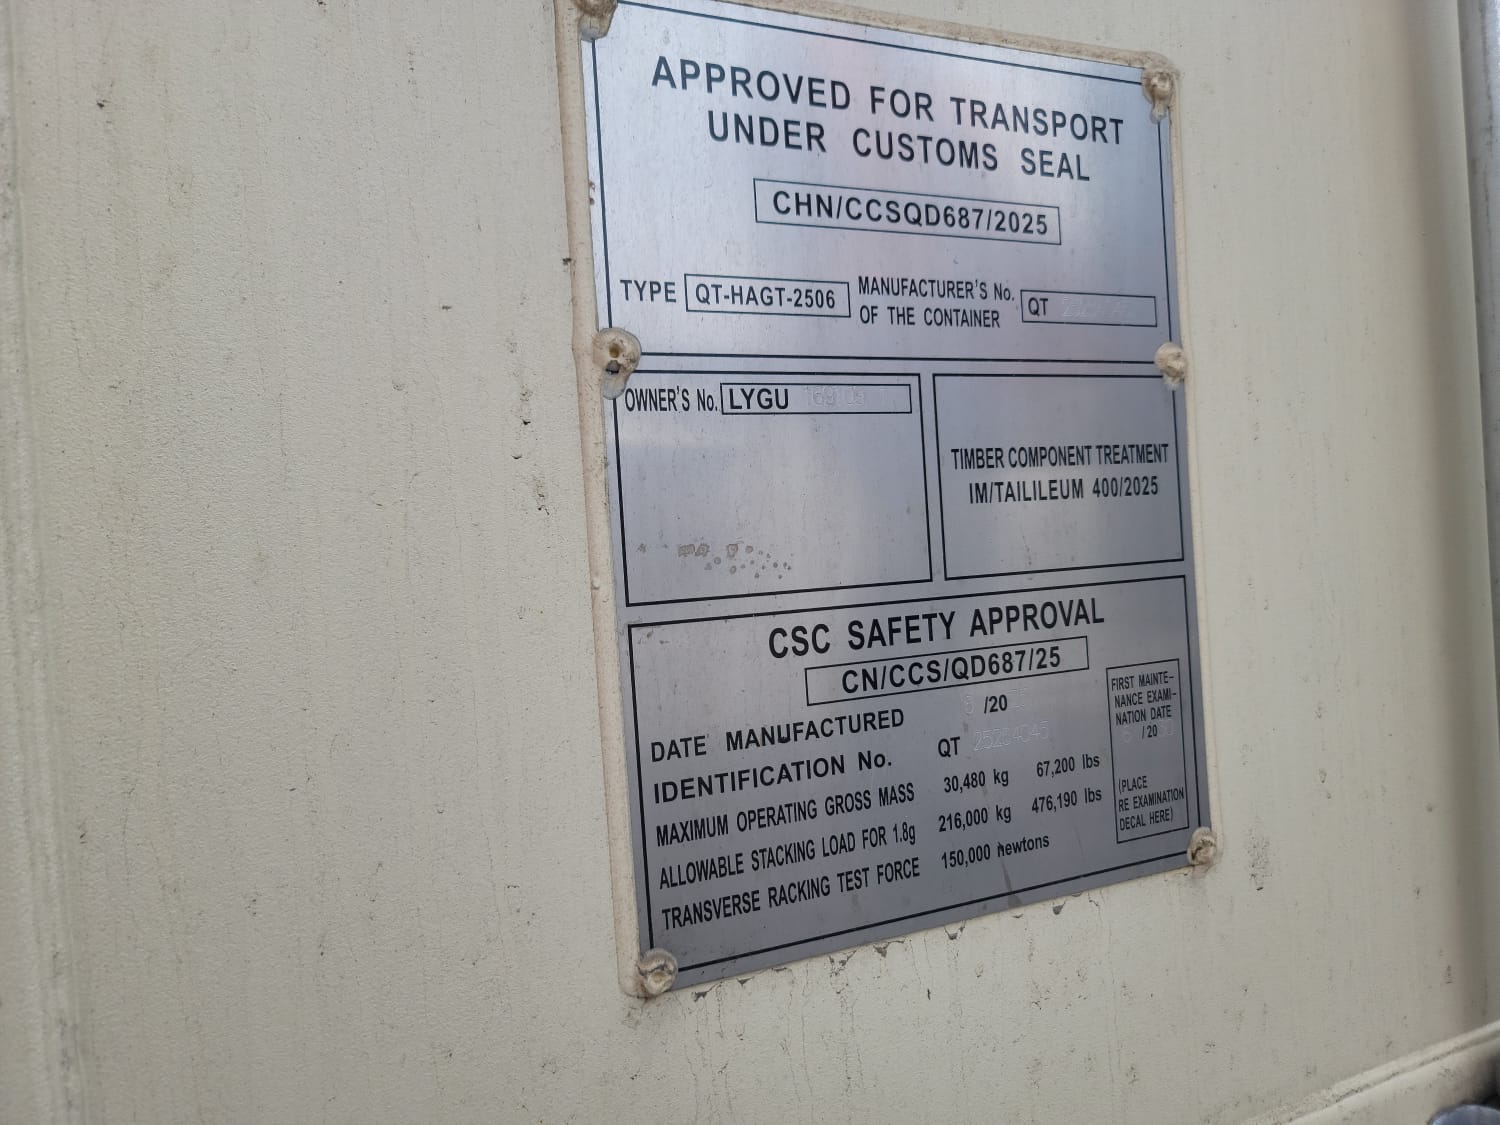 APPROVED FOR TRANSPORT
UNDER CUSTOMS SEAL
CHN/CCSQD687/2025
TYPE QT-HAGT-2506 MANUFACTURER'S No.
OF THE CONTAINER QT
OWNER'S No. LYGU
TIMBER COMPONENT TREATMENT
IM/TAILILEUM 400/2025
CSC SAFETY APPROVAL
CN/CCS/QD687/25
DATE MANUFACTURED 6 /20
IDENTIFICATION No. QT
MAXIMUM OPERATING GROSS MASS 30,480 kg 67,200 lbs
ALLOWABLE STACKING LOAD FOR 1.8g 216,000 kg 476,190 lbs
TRANSVERSE RACKING TEST FORCE 150,000 newtons
FIRST MAINTE-
NANCE EXAMI-
NATION DATE
6 /20
(PLACE
RE EXAMINATION
DECAL HERE)